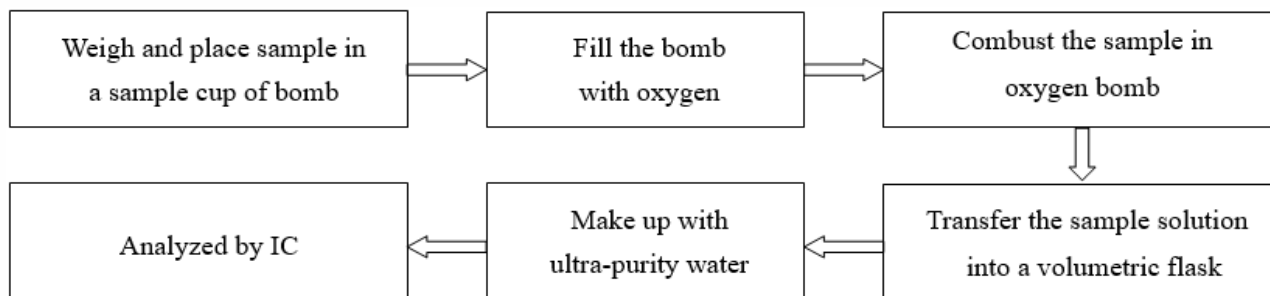 Weigh and place sample in
a sample cup of bomb
Fill the bomb
with oxygen
Combust the sample in
oxygen bomb
Transfer the sample solution
into a volumetric flask
Make up with
ultra-purity water
Analyzed by IC